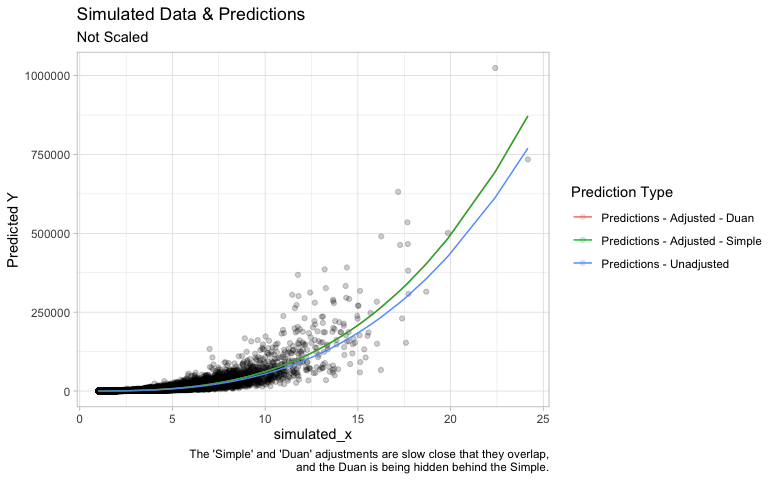 Simulated Data & Predictions
Not Scaled
Predicted Y
1000000
750000
500000
250000
0
0 5 10 15 20 25
simulated_x
Prediction Type
Predictions - Adjusted - Duan
Predictions - Adjusted - Simple
Predictions - Unadjusted
The 'Simple' and 'Duan' adjustments are slow close that they overlap,
and the Duan is being hidden behind the Simple.